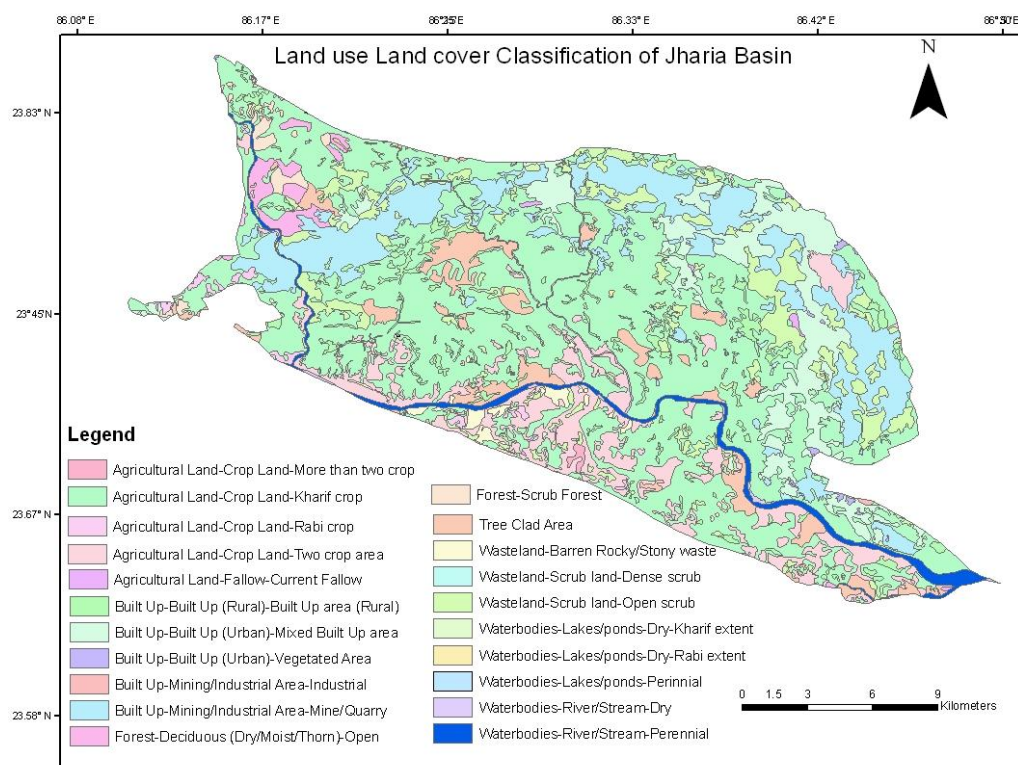 86.08° E 86.17° E 86°25'E 86.33° E 86.42° E 86°30'E
Land use Land cover Classification of Jharia Basin
N
23.83° N
23°45'N
23.67° N
23.58° N
Legend
Agricultural Land-Crop Land-More than two crop
Agricultural Land-Crop Land-Kharif crop
Agricultural Land-Crop Land-Rabi crop
Agricultural Land-Crop Land-Two crop area
Agricultural Land-Fallow-Current Fallow
Built Up-Built Up (Rural)-Built Up area (Rural)
Built Up-Built Up (Urban)-Mixed Built Up area
Built Up-Built Up (Urban)-Vegetated Area
Built Up-Mining/Industrial Area-Industrial
Built Up-Mining/Industrial Area-Mine/Quarry
Forest-Deciduous (Dry/Moist/Thorn)-Open
Forest-Scrub Forest
Tree Clad Area
Wasteland-Barren Rocky/Stony waste
Wasteland-Scrub land-Dense scrub
Wasteland-Scrub land-Open scrub
Waterbodies-Lakes/ponds-Dry-Kharif extent
Waterbodies-Lakes/ponds-Dry-Rabi extent
Waterbodies-Lakes/ponds-Perinnial
Waterbodies-River/Stream-Dry
Waterbodies-River/Stream-Perennial
0 1.5 3 6 9
Kilometers